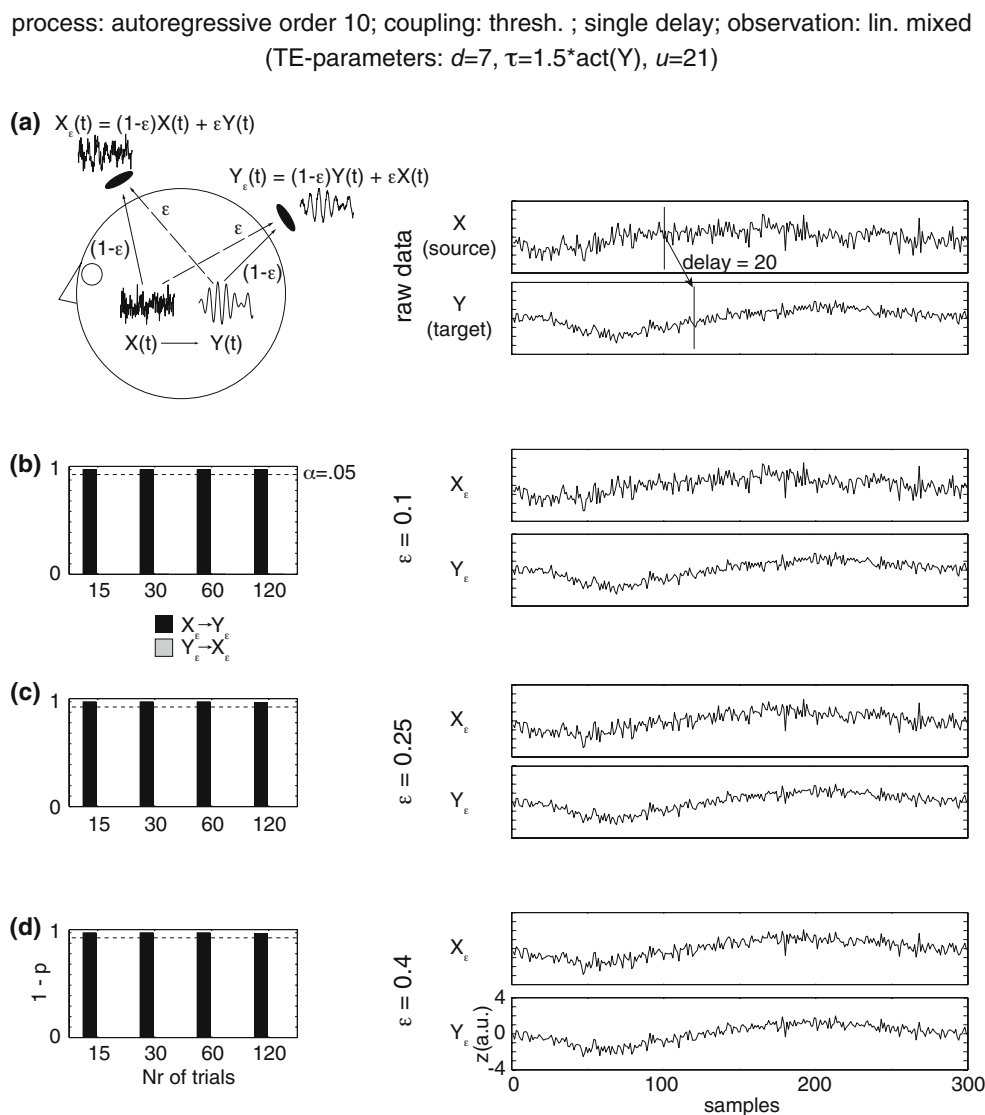 process: autoregressive order 10; coupling: thresh. ; single delay; observation: lin. mixed
(TE-parameters: d=7, τ=1.5*act(Y), u=21)
(a)
Xε(t) = (1-ε)X(t) + εY(t)
Yε(t) = (1-ε)Y(t) + εX(t)
ε
ε
(1-ε)
(1-ε)
X(t) → Y(t)
raw data
X
(source)
delay = 20
Y
(target)
300
(b)
1
α=.05
0
15 30 60 120
Xε→Yε
Yε→Xε
ε = 0.1
Xε
Yε
(c)
1
0
15 30 60 120
ε = 0.25
Xε
Yε
(d)
1
1 - p
0
15 30 60 120
Nr of trials
ε = 0.4
Xε
Yε
z(a.u.)
4
0
-4
0 100 200 300
samples